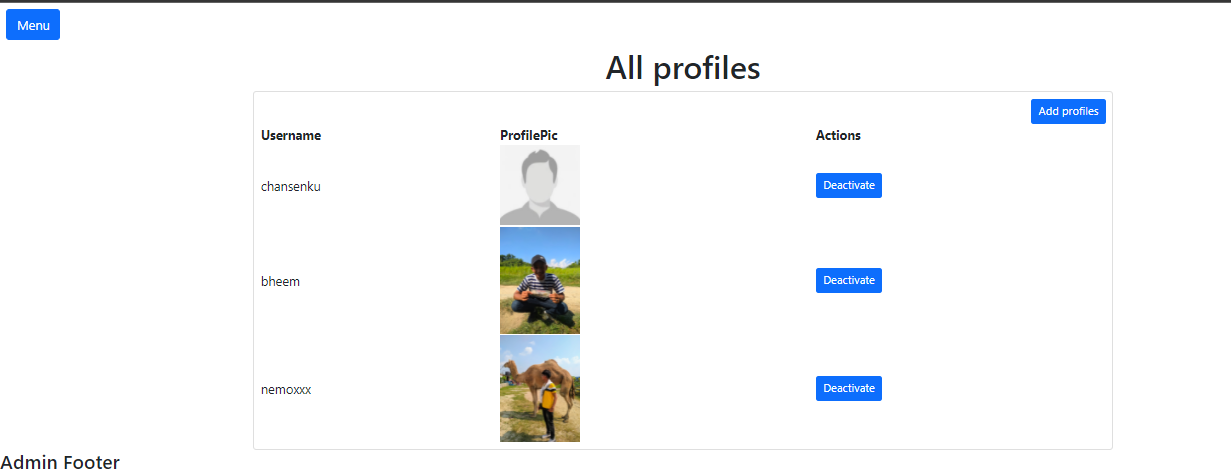 Menu
All profiles
Add profiles
Username ProfilePic Actions
chansenku Deactivate
bheem Deactivate
nemoxxx Deactivate
Admin Footer